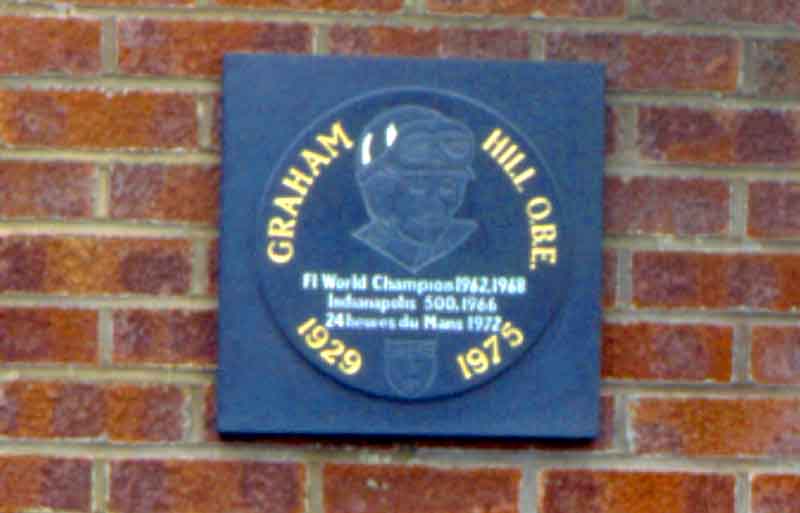 GRAHAM HILL O.B.E.
F1 World Champion 1962.1968
Indianapolis 500.1966
24 heures du Mans 1972
1929 1975